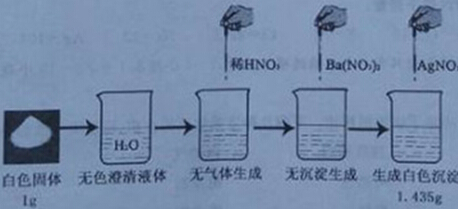 稀HNO₃
Ba(NO₃)₂
AgNO₃
H₂O
白色固体
1g
无色澄清液体
无气体生成
无沉淀生成
生成白色沉淀
1.435g